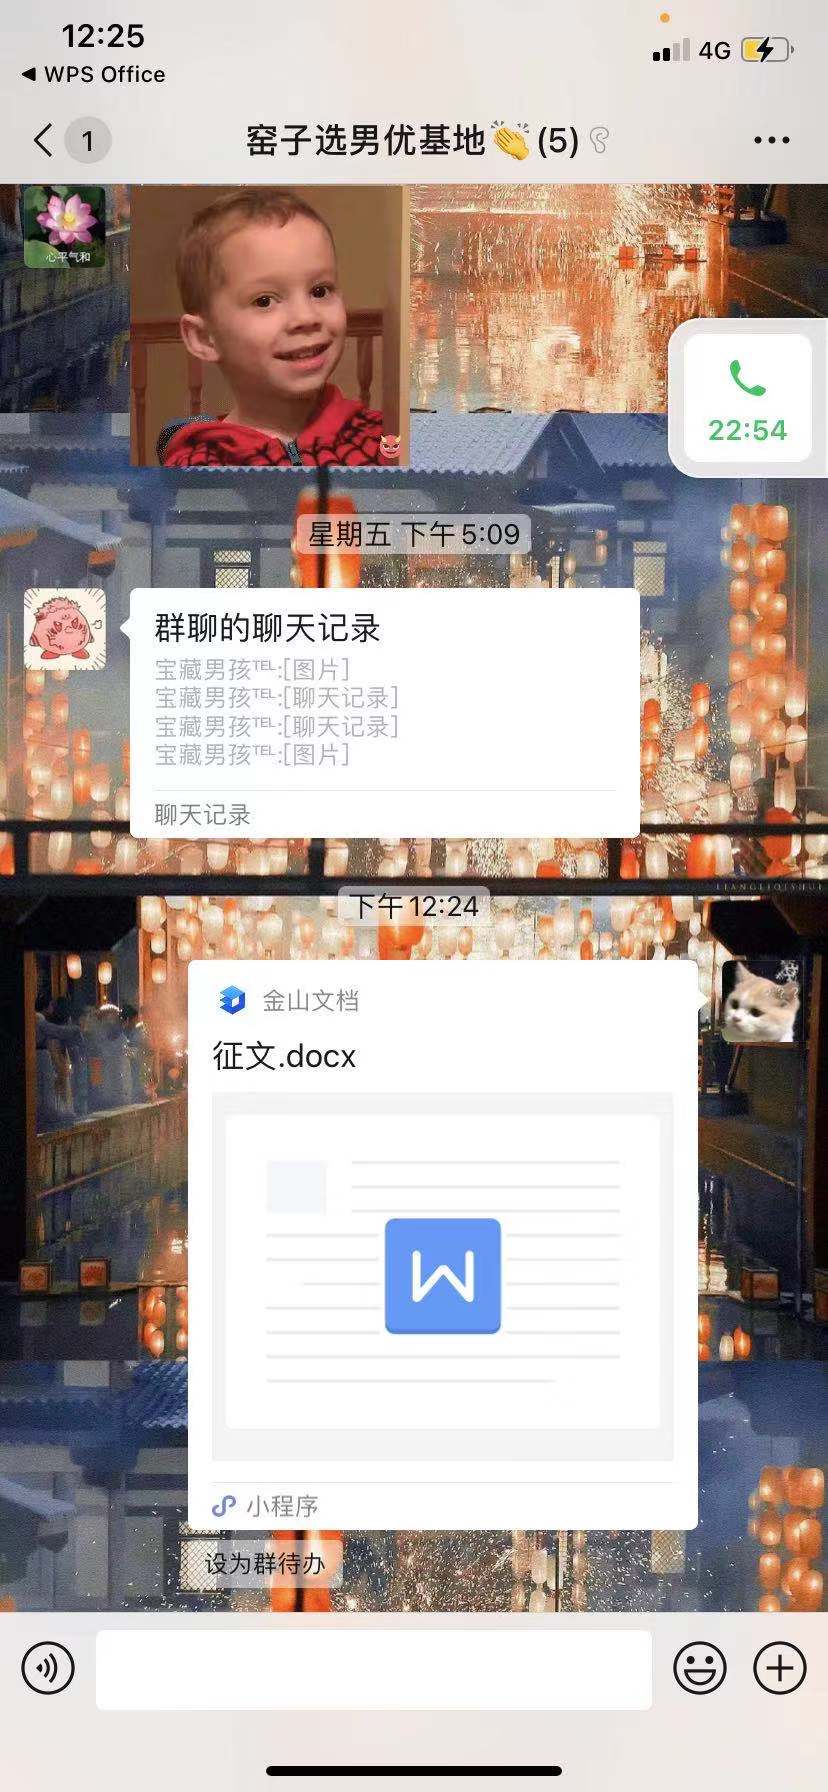 12:25
4G
◀ WPS Office
1
窑子选男优基地👏(5)
心平气和
22:54
星期五 下午5:09
群聊的聊天记录
宝藏男孩℡:[图片]
宝藏男孩℡:[聊天记录]
宝藏男孩℡:[聊天记录]
宝藏男孩℡:[图片]
聊天记录
下午12:24
金山文档
征文.docx
W
小程序
设为群待办